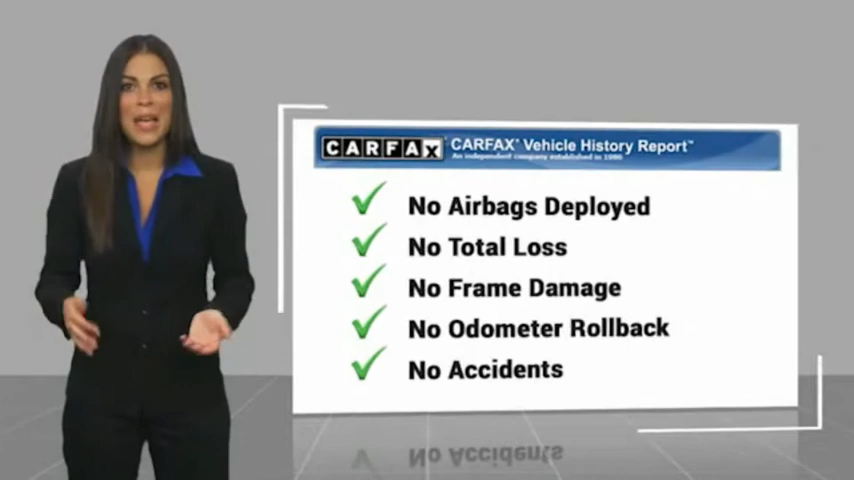 CARFAX CARFAX® Vehicle History Report™
An independent company established in 1986
No Airbags Deployed
No Total Loss
No Frame Damage
No Odometer Rollback
No Accidents
No Accidents